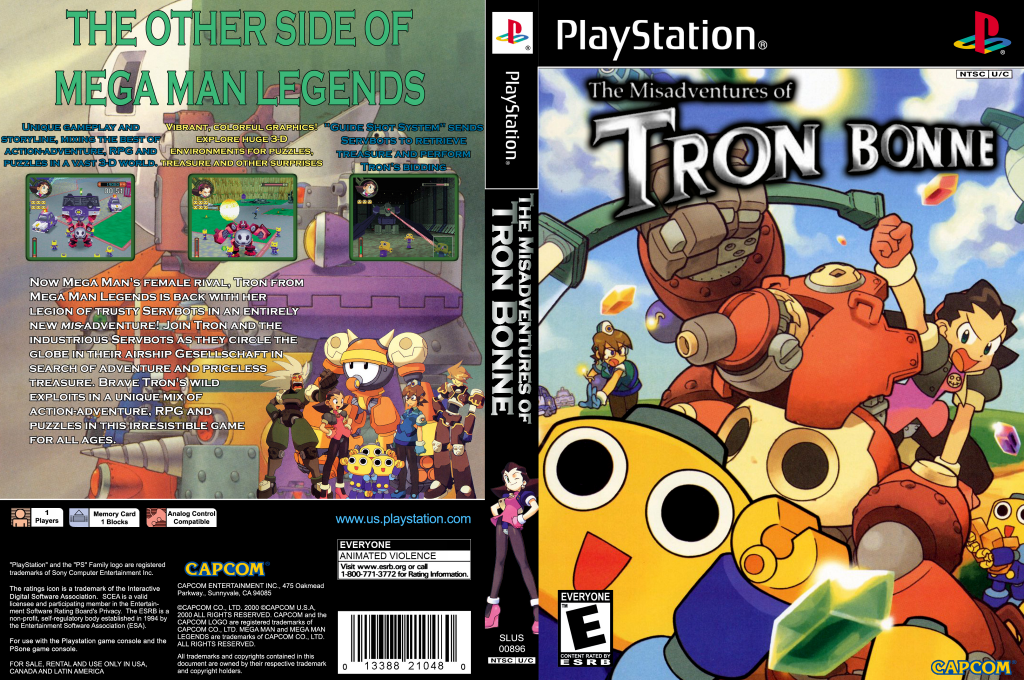 THE OTHER SIDE OF
MEGA MAN LEGENDS
UNIQUE GAMEPLAY AND
STORYLINE, MIXING THE BEST OF
ACTION-ADVENTURE, RPG AND
PUZZLES IN A VAST 3-D WORLD.
VIBRANT, COLORFUL GRAPHICS!
EXPLORE HUGE 3-D
ENVIRONMENTS FOR PUZZLES,
TREASURE AND OTHER SURPRISES
"GUIDE SHOT SYSTEM" SENDS
SERVBOTS TO RETRIEVE
TREASURE AND PERFORM
TRON'S BIDDING
NOW MEGA MAN'S FEMALE RIVAL, TRON FROM
MEGA MAN LEGENDS IS BACK WITH HER
LEGION OF TRUSTY SERVBOTS IN AN ENTIRELY
NEW MIS-ADVENTURE! JOIN TRON AND THE
INDUSTRIOUS SERVBOTS AS THEY CIRCLE THE
GLOBE IN THEIR AIRSHIP GESELLSCHAFT IN
SEARCH OF ADVENTURE AND PRICELESS
TREASURE. BRAVE TRON'S WILD
EXPLOITS IN A UNIQUE MIX OF
ACTION-ADVENTURE, RPG AND
PUZZLES IN THIS IRRESISTIBLE GAME
FOR ALL AGES.
1
Players
Memory Card
1 Blocks
Analog Control
Compatible
www.us.playstation.com
"PlayStation" and the "PS" Family logo are registered
trademarks of Sony Computer Entertainment Inc.
The ratings icon is a trademark of the Interactive
Digital Software Association. SCEA is a valid
licensee and participating member in the Entertain-
ment Software Rating Board's Privacy. The ESRB is a
non-profit, self-regulatory body established in 1994 by
the Entertainment Software Association (ESA).
For use with the Playstation game console and the
PSone game console.
FOR SALE, RENTAL AND USE ONLY IN USA,
CANADA AND LATIN AMERICA
CAPCOM
CAPCOM ENTERTAINMENT INC., 475 Oakmead
Parkway., Sunnyvale, CA 94085
©CAPCOM CO., LTD. 2000 ©CAPCOM U.S.A,
2000 ALL RIGHTS RESERVED. CAPCOM and the
CAPCOM LOGO are registered trademarks of
CAPCOM CO., LTD. MEGA MAN and MEGA MAN
LEGENDS are trademarks of CAPCOM CO., LTD.
ALL RIGHTS RESERVED.
All trademarks and copyrights contained in this
document are owned by their respective trademark
and copyright holders.
EVERYONE
ANIMATED VIOLENCE
Visit www.esrb.org or call
1-800-771-3772 for Rating Information.
0 13388 21048 0
PlayStation®
THE MISADVENTURES OF
TRON BONNE
SLUS
00896
NTSC U/C
PlayStation®
NTSC U/C
The Misadventures of
TRON BONNE
EVERYONE
E
CONTENT RATED BY
ESRB
CAPCOM